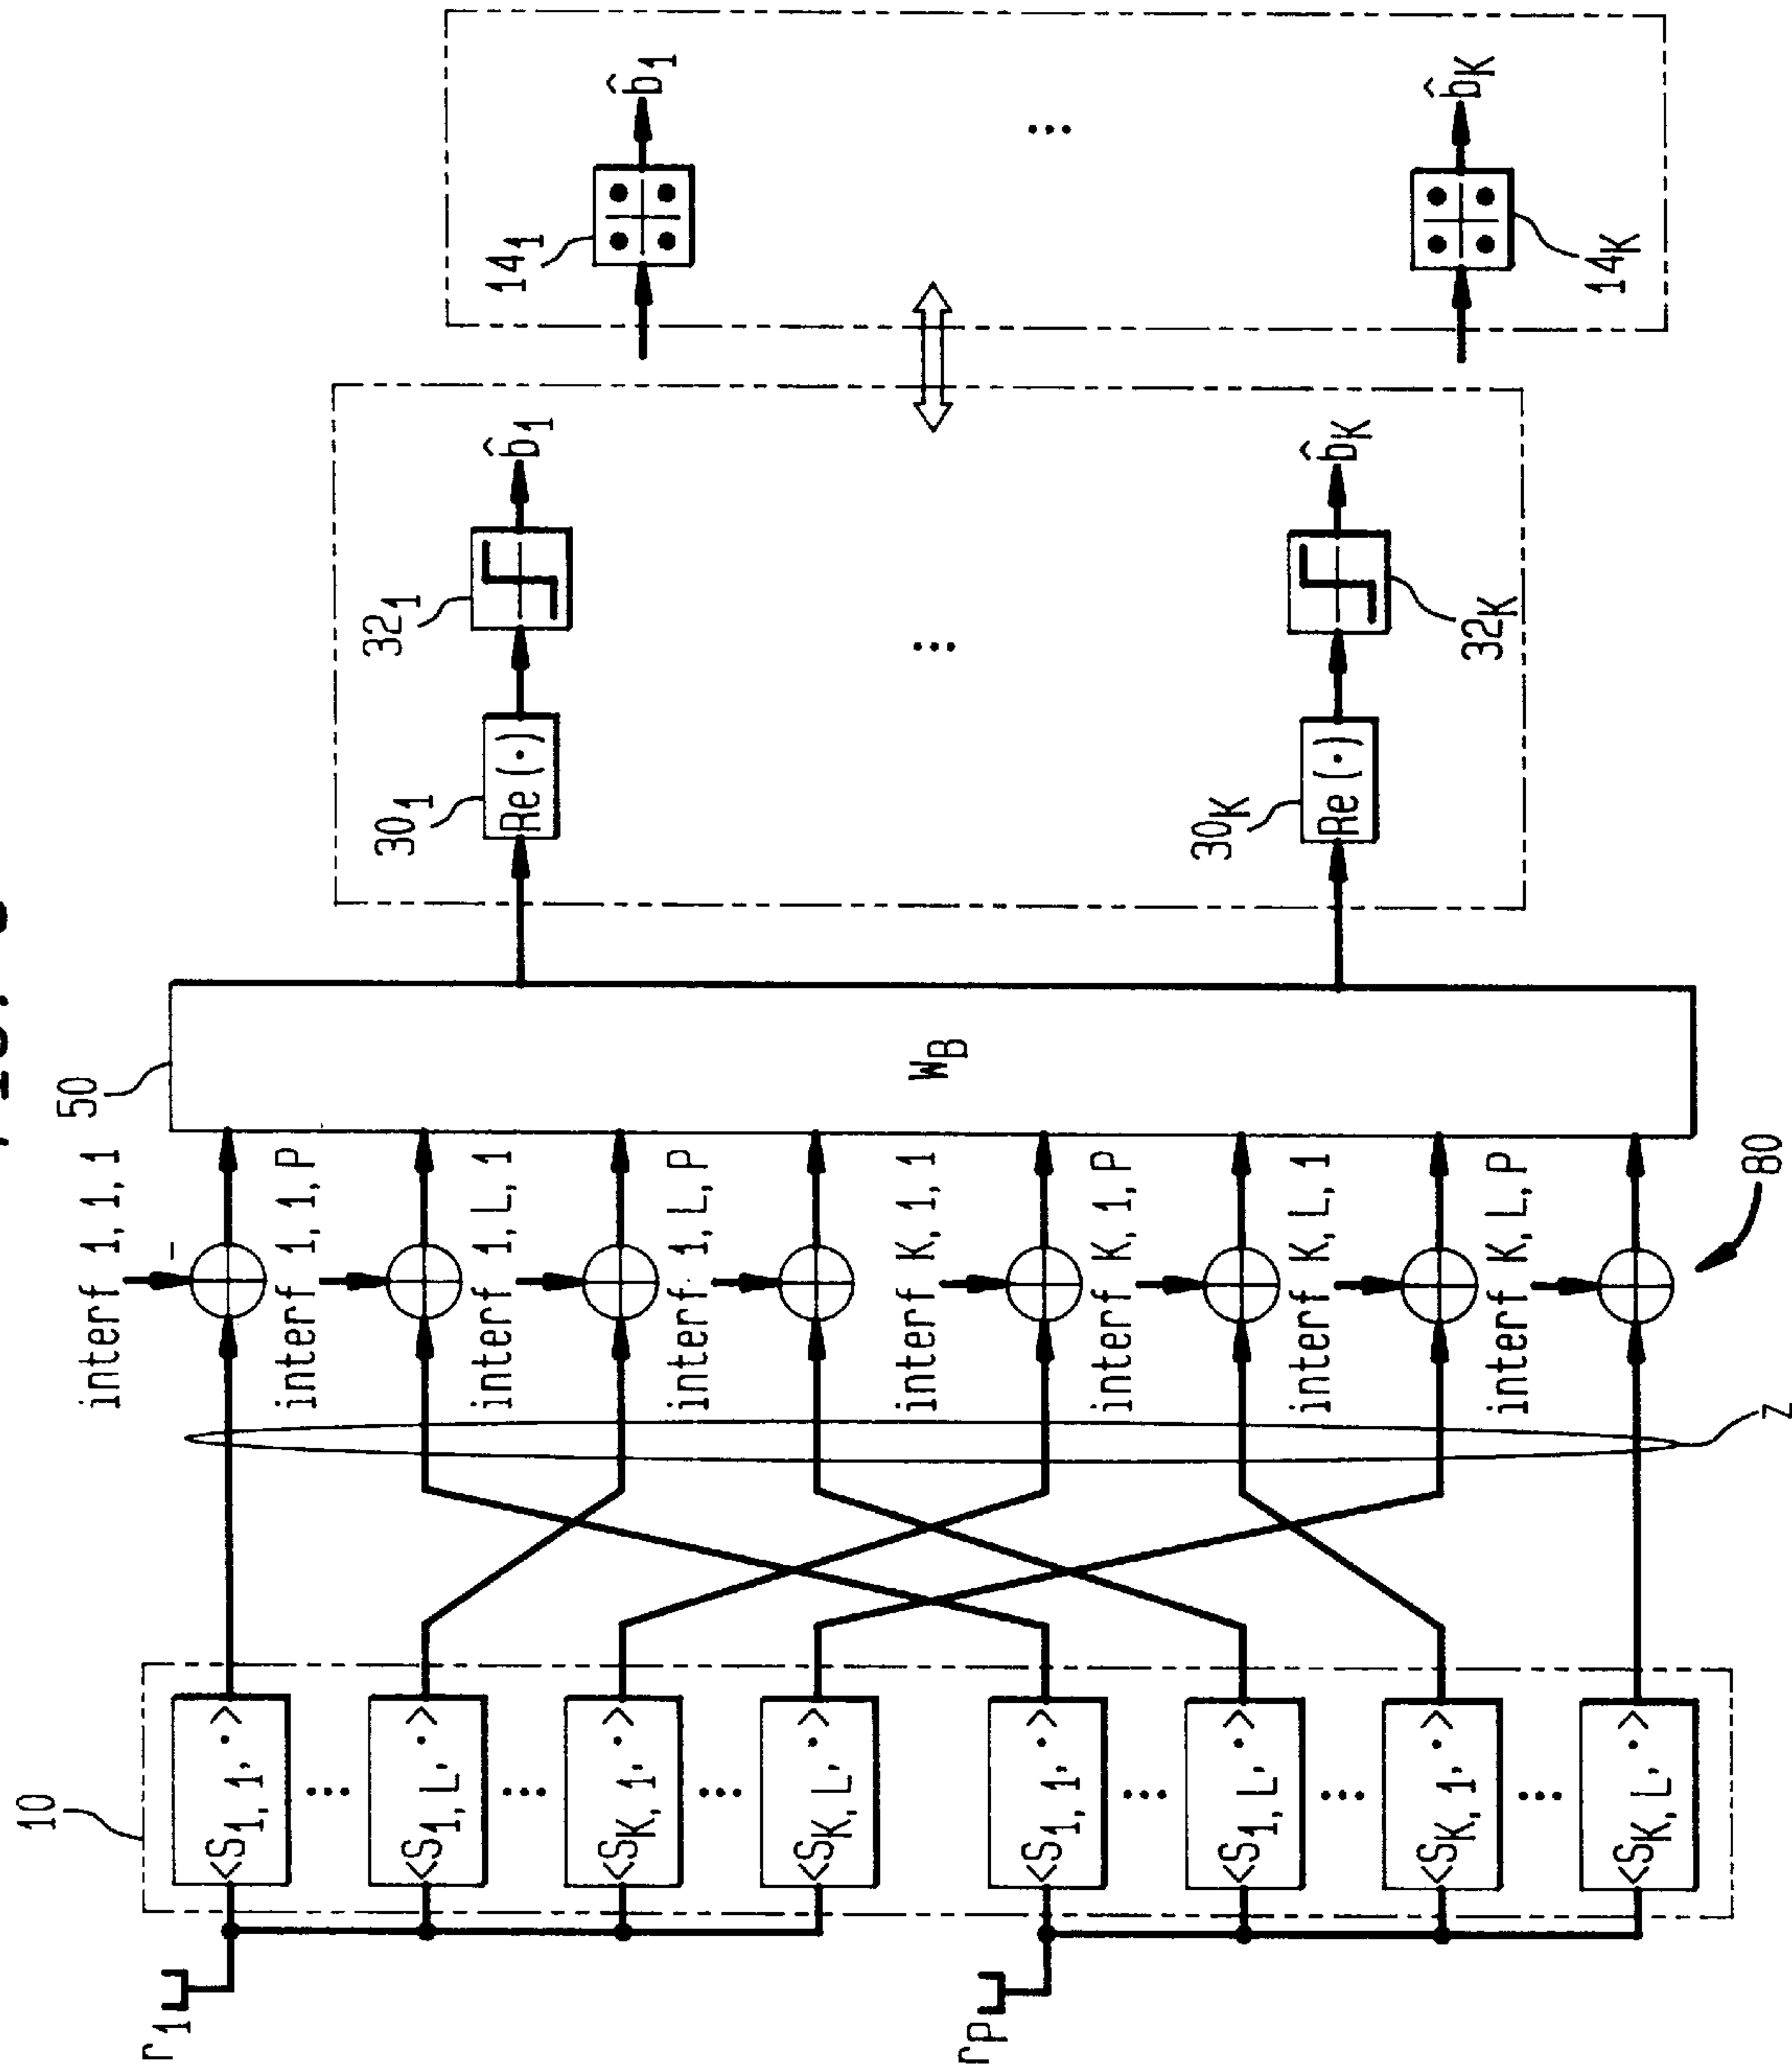 r1
rP
10
<S1,1,·>
<S1,L,·>
<SK,1,·>
<SK,L,·>
<S1,1,·>
<S1,L,·>
<SK,1,·>
<SK,L,·>
Z
interf 1,1,1
-
interf 1,1,P
interf 1,L,1
interf 1,L,P
interf K,1,1
interf K,1,P
interf K,L,1
interf K,L,P
80
50
WB
301
Re(·)
321
b̂1
30K
Re(·)
32K
b̂K
141
b̂1
14K
b̂K